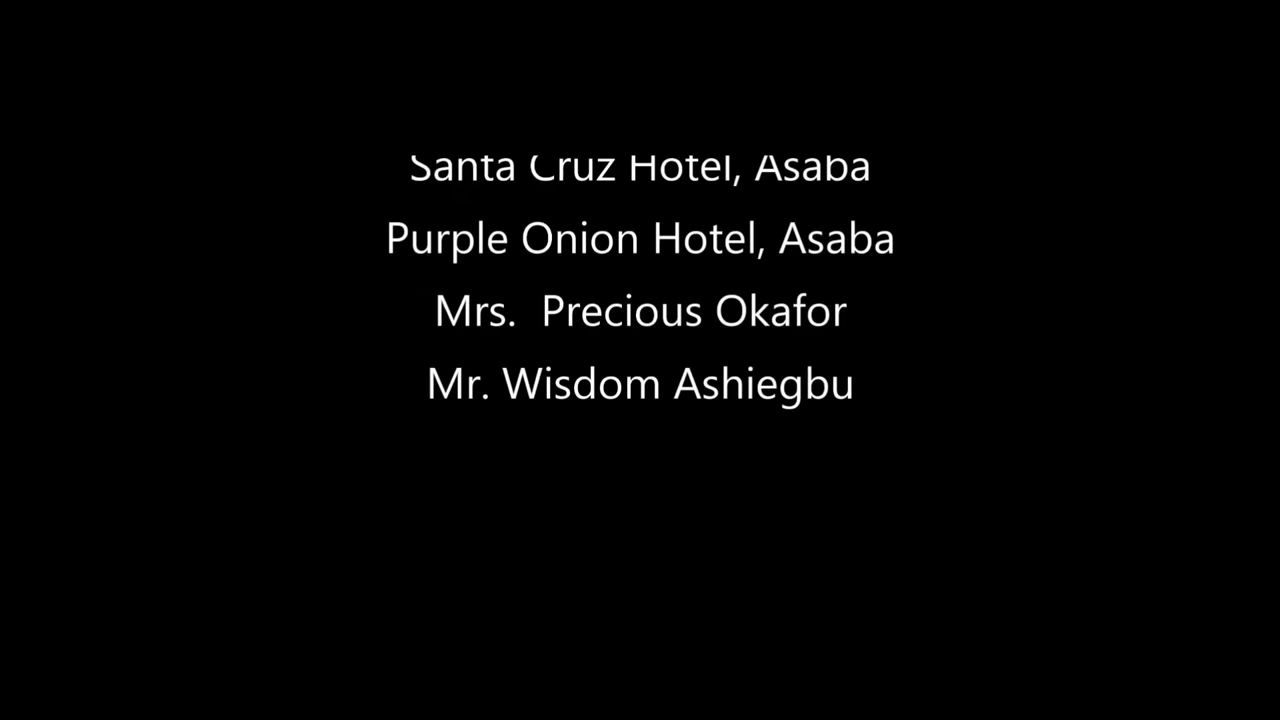 Santa Cruz Hotel, Asaba
Purple Onion Hotel, Asaba
Mrs.  Precious Okafor
Mr. Wisdom Ashiegbu